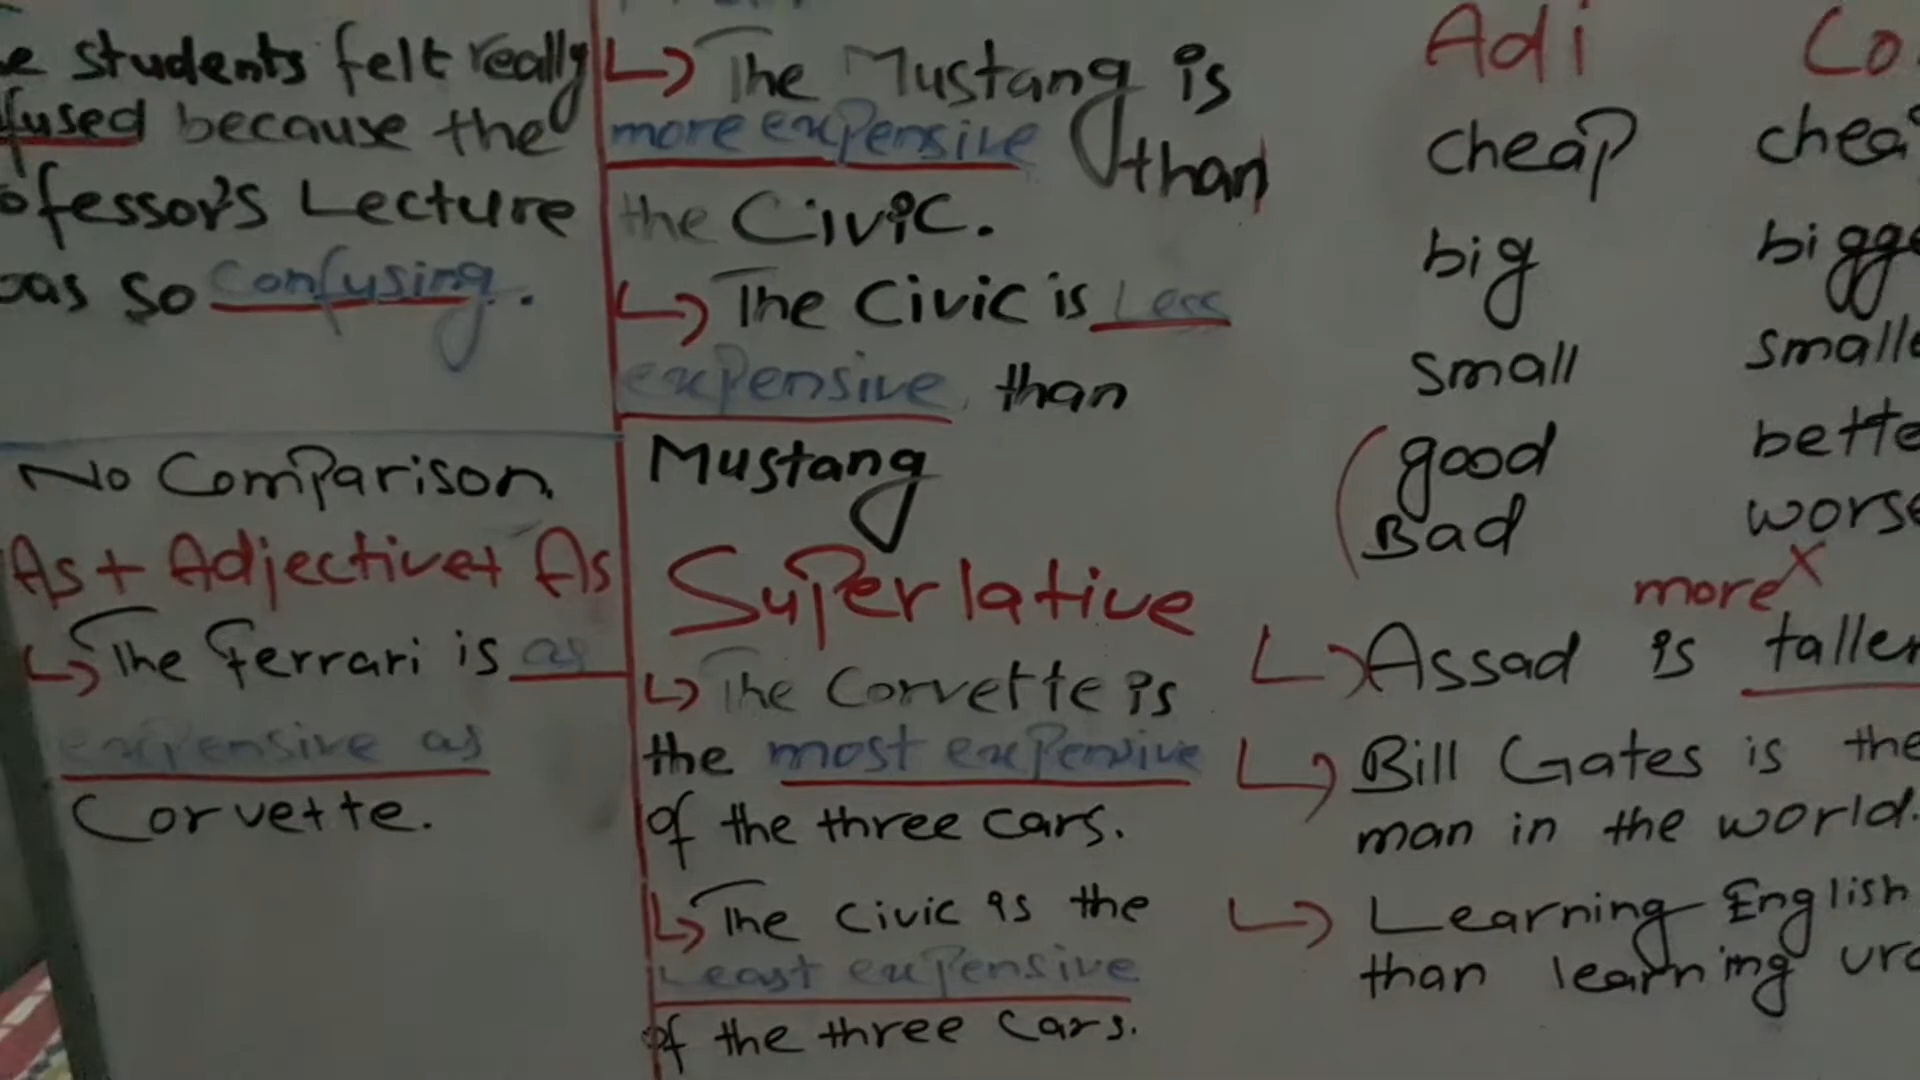 students felt really
fused because the
ofessor's Lecture
as so confusing.
No Comparison.
As + Adjective + As
The Ferrari is as
expensive as
Corvette.
The Mustang is
more expensive than
the Civic.
The Civic is Less
expensive than
Mustang
Superlative
The Corvette is
the most expensive
of the three cars.
The civic is the
Least expensive
of the three cars.
Adj Co
cheap chea
big bigge
small smalle
good bette
Bad worse
more x
Assad is taller
Bill Gates is the
man in the world.
Learning English
than learning